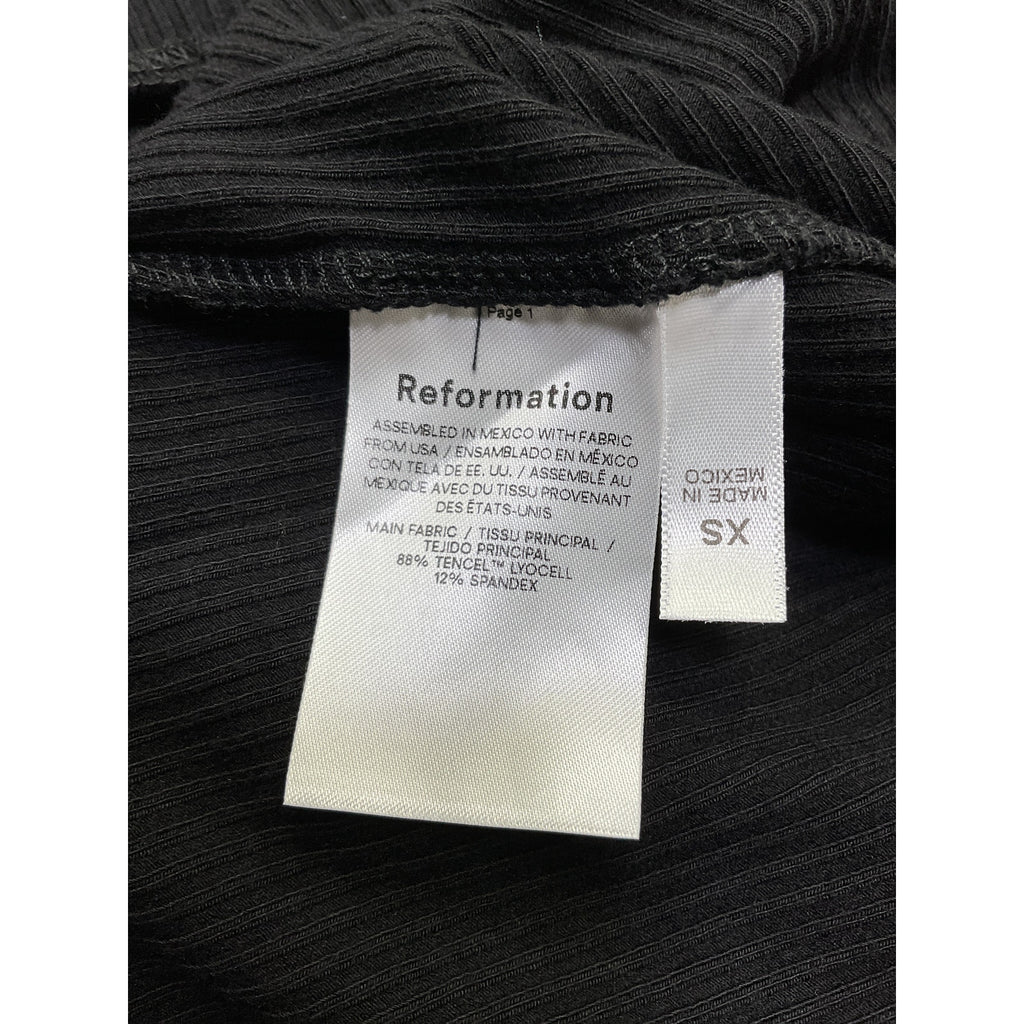 Page 1
Reformation
ASSEMBLED IN MEXICO WITH FABRIC
FROM USA / ENSAMBLADO EN MÉXICO
CON TELA DE EE. UU. / ASSEMBLÉ AU
MEXIQUE AVEC DU TISSU PROVENANT
DES ÉTATS-UNIS
MAIN FABRIC / TISSU PRINCIPAL /
TEJIDO PRINCIPAL
88% TENCEL™ LYOCELL
12% SPANDEX
XS
MADE IN
MEXICO